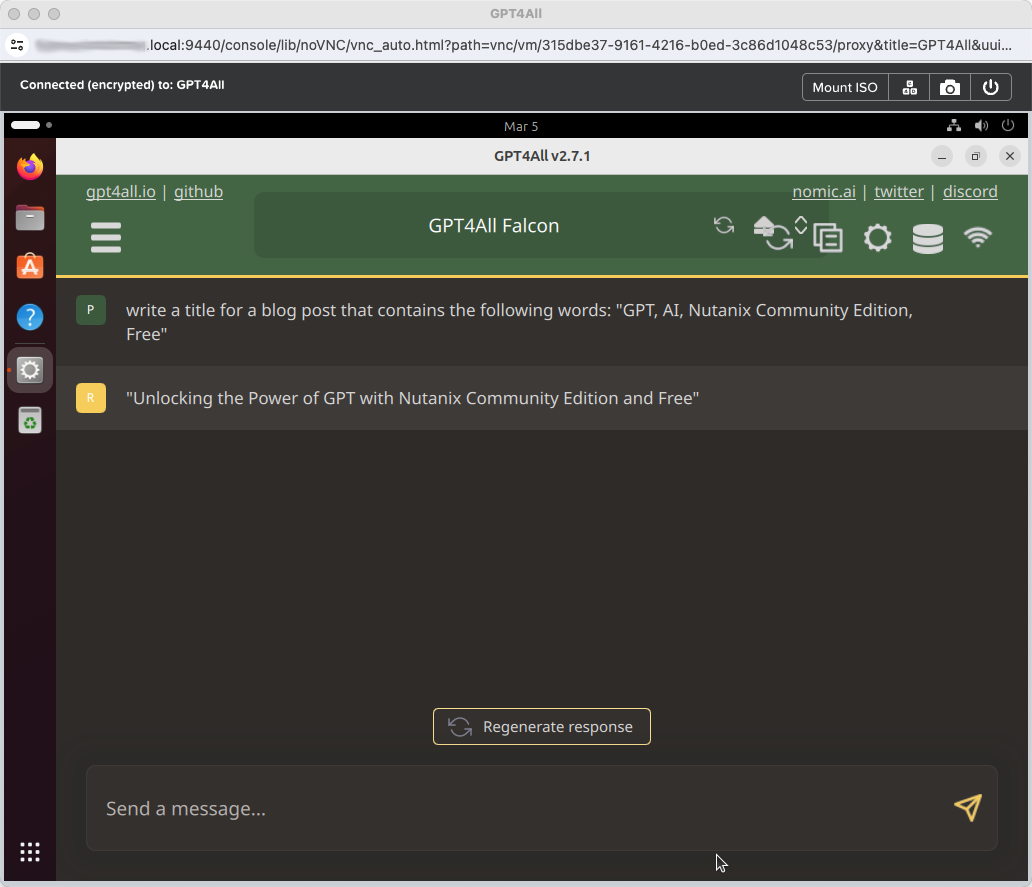 GPT4All
.local:9440/console/lib/noVNC/vnc_auto.html?path=vnc/vm/315dbe37-9161-4216-b0ed-3c86d1048c53/proxy&title=GPT4All&uui...
Connected (encrypted) to: GPT4All
Mount ISO
Mar 5
GPT4All v2.7.1
gpt4all.io | github
nomic.ai | twitter | discord
GPT4All Falcon
P
write a title for a blog post that contains the following words: "GPT, AI, Nutanix Community Edition,
Free"
R
"Unlocking the Power of GPT with Nutanix Community Edition and Free"
Regenerate response
Send a message...